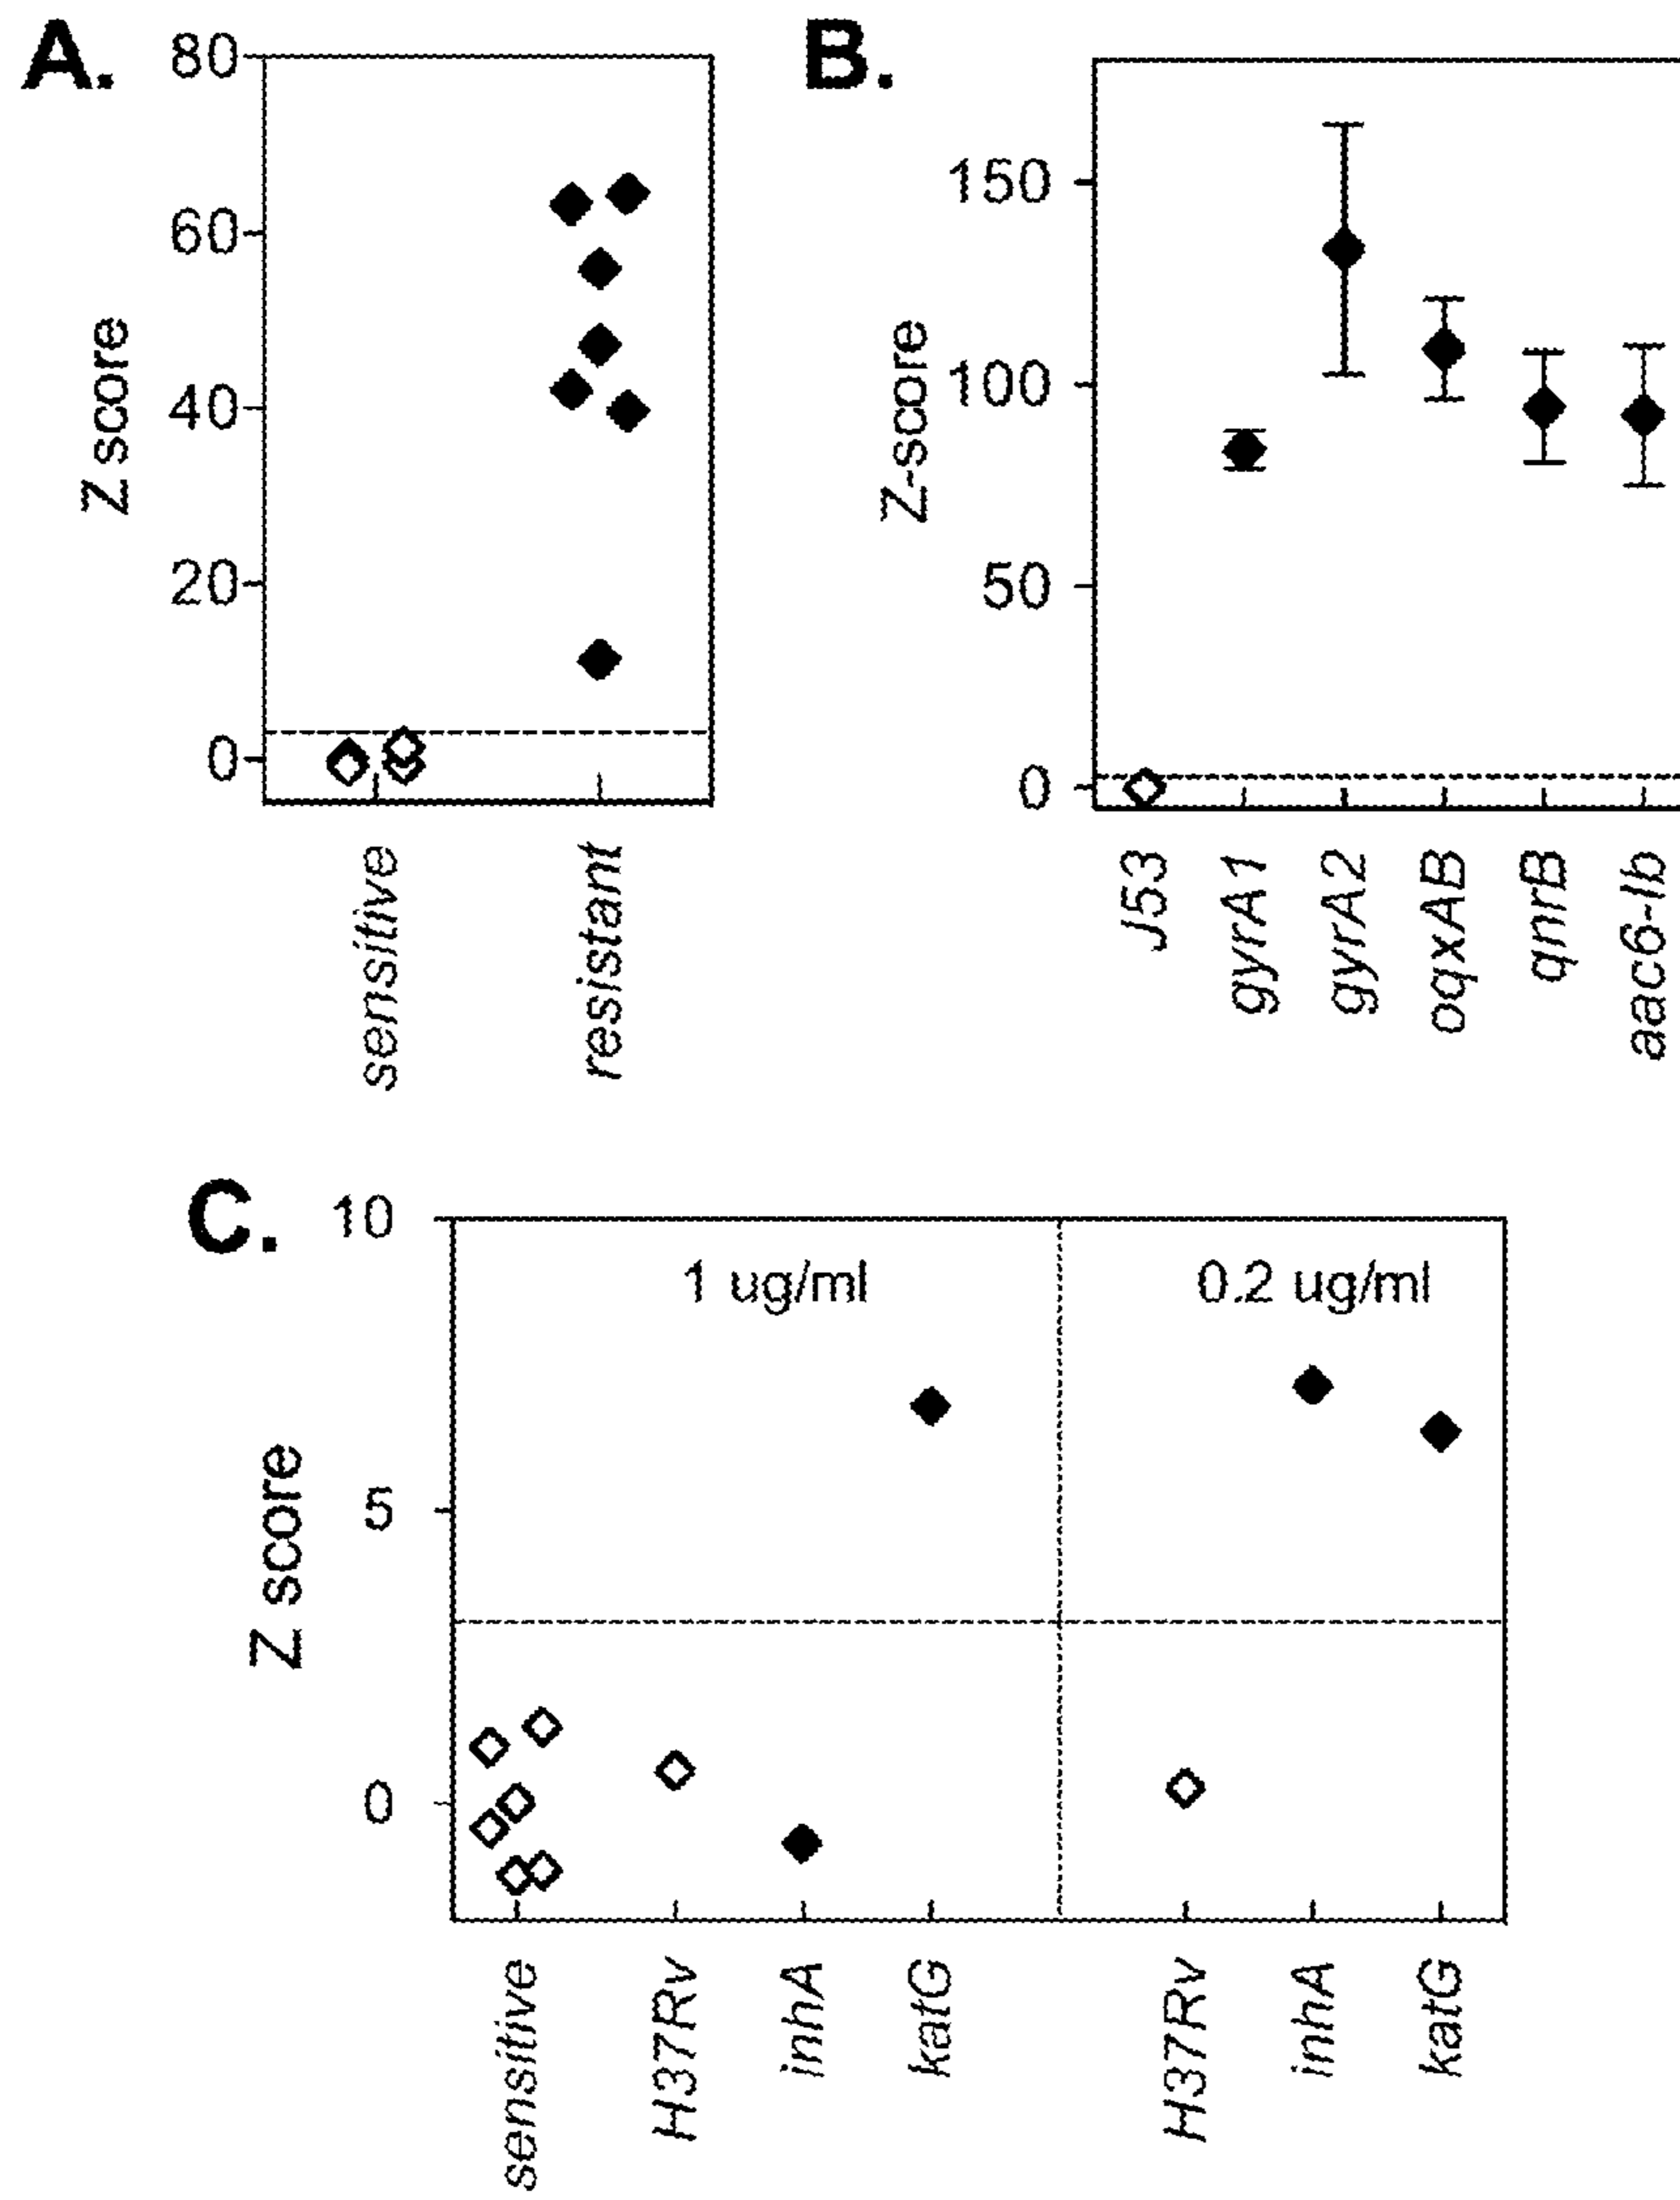 A.
80
60
40
20
0
Z score
sensitive
resistant
B.
150
100
50
0
Z-score
J53
gyrA1
gyrA2
oqxAB
qnrB
aac6-Ib
C.
10
5
0
Z score
1 ug/ml
0.2 ug/ml
sensitive
H37Rv
inhA
katG
H37Rv
inhA
katG